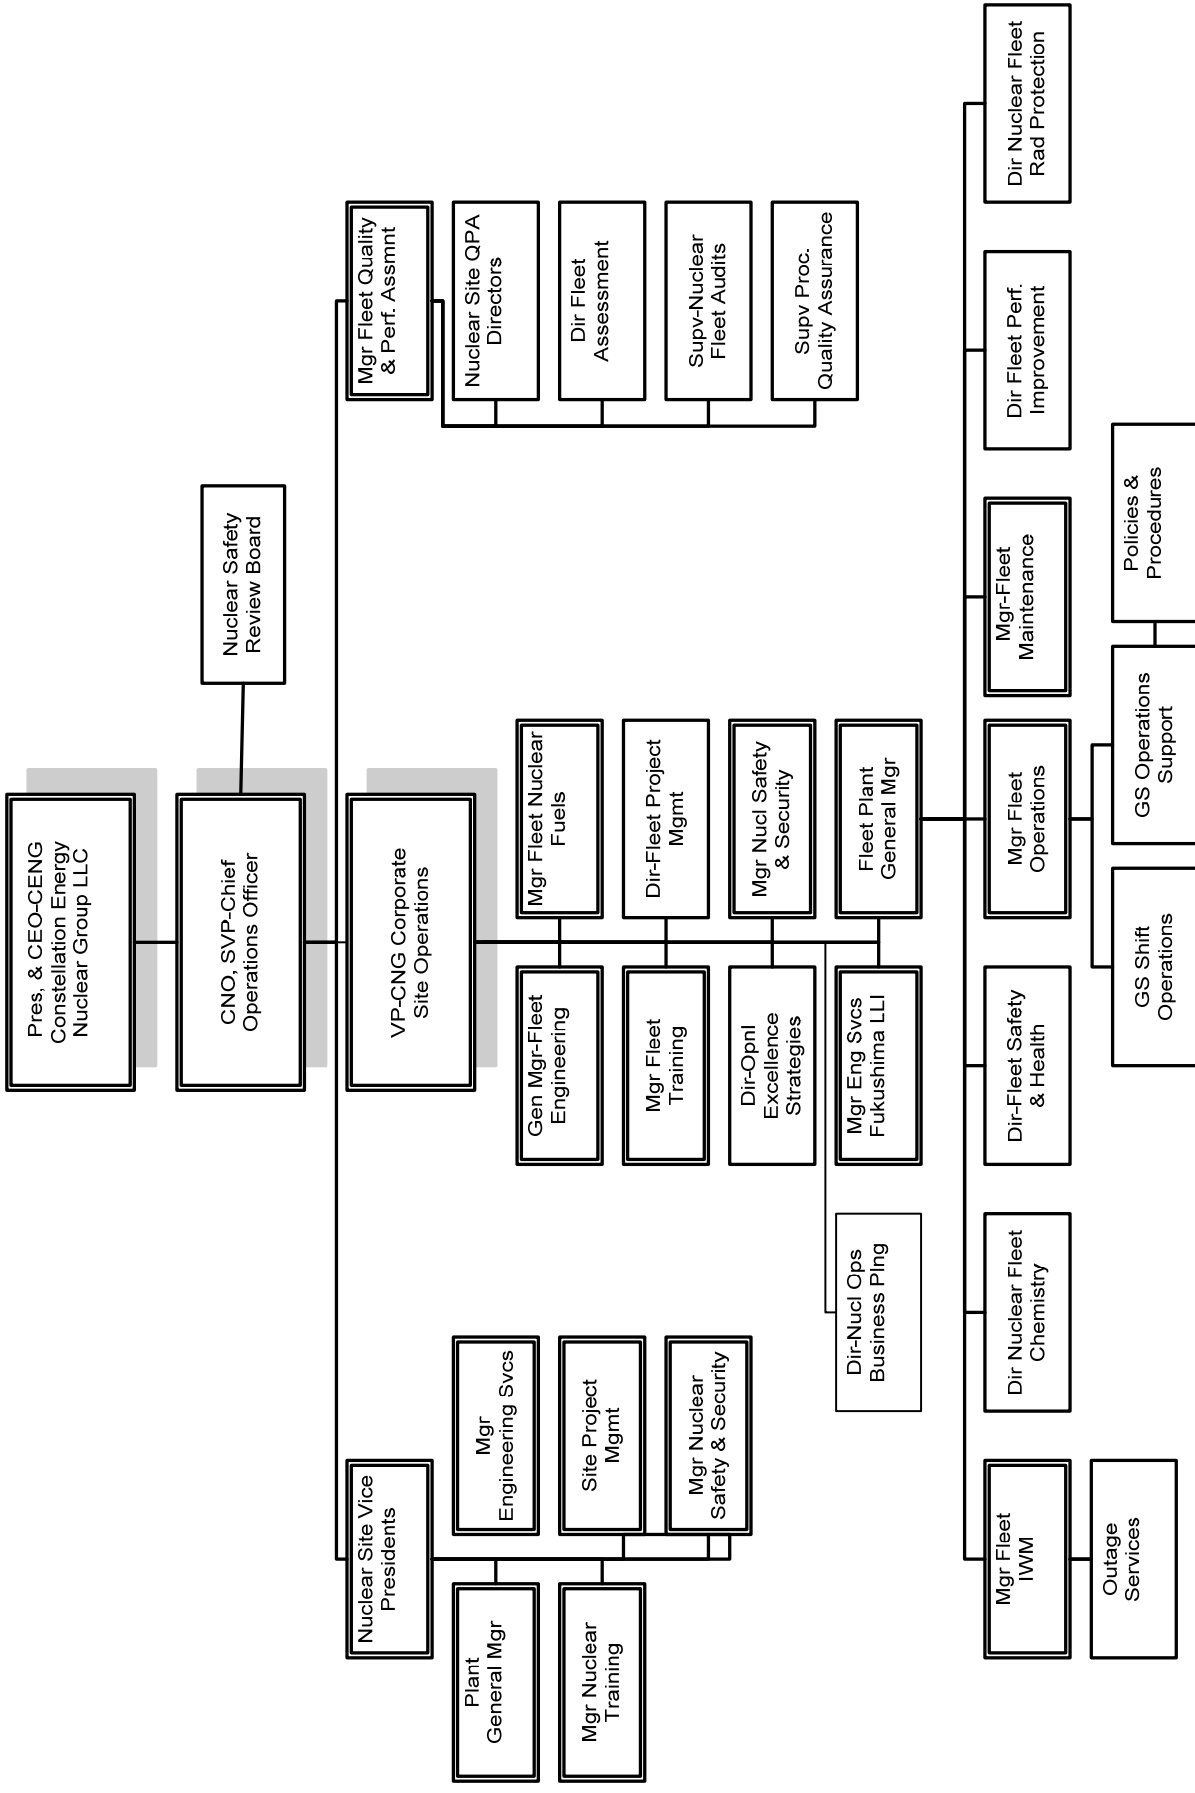 Pres, & CEO-CENG
Constellation Energy
Nuclear Group LLC
CNO, SVP-Chief
Operations Officer
Nuclear Safety
Review Board
Nuclear Site Vice
Presidents
VP-CNG Corporate
Site Operations
Mgr Fleet Quality
& Perf. Assmnt
Plant
General Mgr
Mgr
Engineering Svcs
Mgr Nuclear
Training
Site Project
Mgmt
Mgr Nuclear
Safety & Security
Gen Mgr-Fleet
Engineering
Mgr Fleet Nuclear
Fuels
Mgr Fleet
Training
Dir-Fleet Project
Mgmt
Dir-Opnl
Excellence
Strategies
Mgr Nucl Safety
& Security
Dir-Nucl Ops
Business Plng
Mgr Eng Svcs
Fukushima LLI
Fleet Plant
General Mgr
Nuclear Site QPA
Directors
Dir Fleet
Assessment
Supv-Nuclear
Fleet Audits
Supv Proc.
Quality Assurance
Mgr Fleet
IWM
Dir Nuclear Fleet
Chemistry
Dir-Fleet Safety
& Health
Mgr Fleet
Operations
Mgr-Fleet
Maintenance
Dir Fleet Perf.
Improvement
Dir Nuclear Fleet
Rad Protection
Outage
Services
GS Shift
Operations
GS Operations
Support
Policies &
Procedures